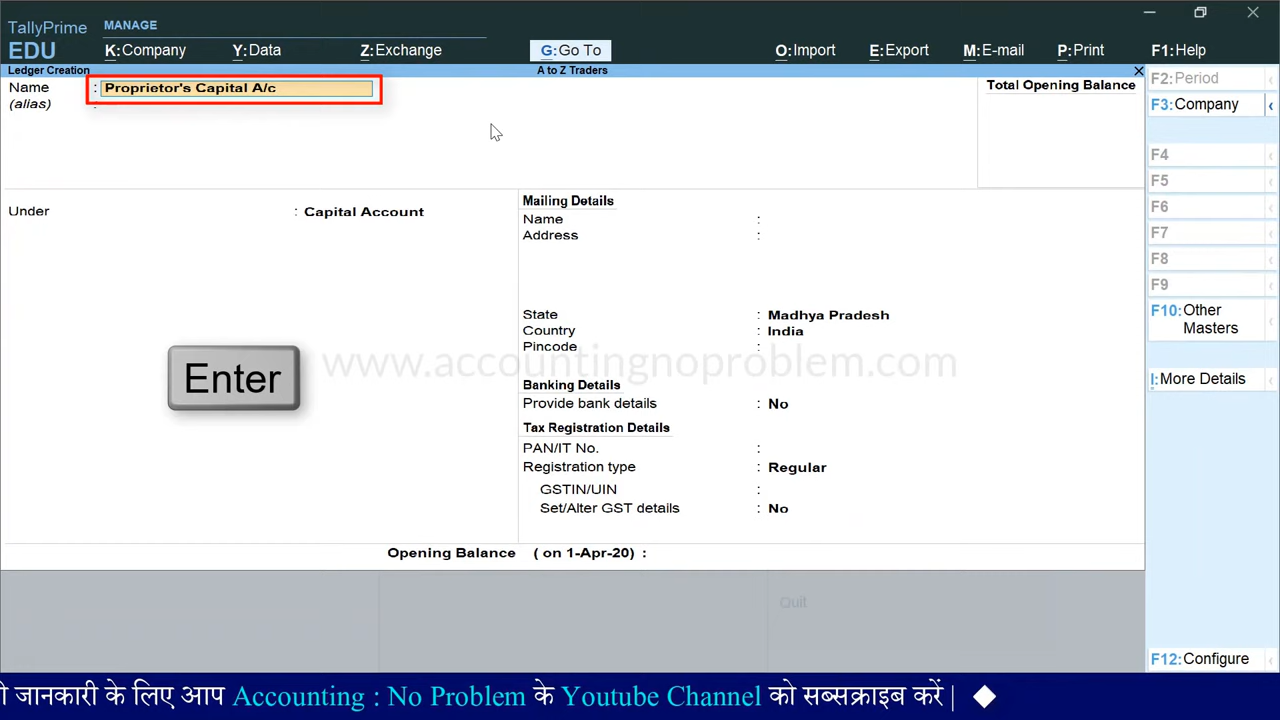 TallyPrime
EDU
MANAGE
K:Company Y:Data Z:Exchange G:Go To O:Import E:Export M:E-mail P:Print F1:Help
Ledger Creation A to Z Traders
Name : Proprietor's Capital A/c
(alias) :
Total Opening Balance
Under : Capital Account
Mailing Details
Name :
Address :
State : Madhya Pradesh
Country : India
Pincode :
Banking Details
Provide bank details : No
Tax Registration Details
PAN/IT No. :
Registration type : Regular
GSTIN/UIN :
Set/Alter GST details : No
Opening Balance ( on 1-Apr-20) :
Enter
www.accountingnoproblem.com
Quit
F2:Period
F3:Company
F4
F5
F6
F7
F8
F9
F10:Other
Masters
I:More Details
F12:Configure
जानकारी के लिए आप Accounting : No Problem के Youtube Channel को सब्सक्राइब करें |